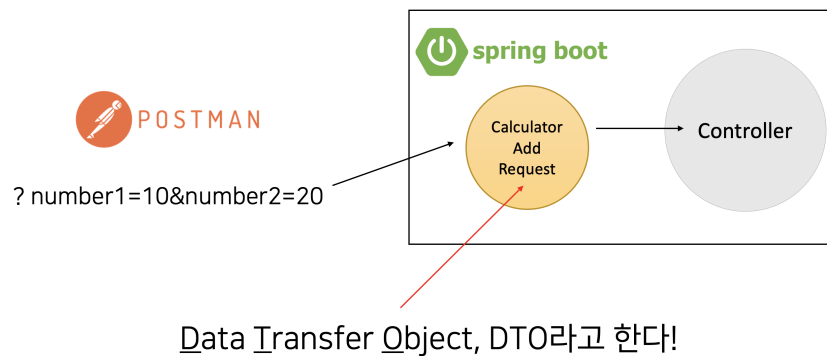 spring boot
POSTMAN
Calculator
Add
Request
Controller
? number1=10&number2=20
Data Transfer Object, DTO라고 한다!